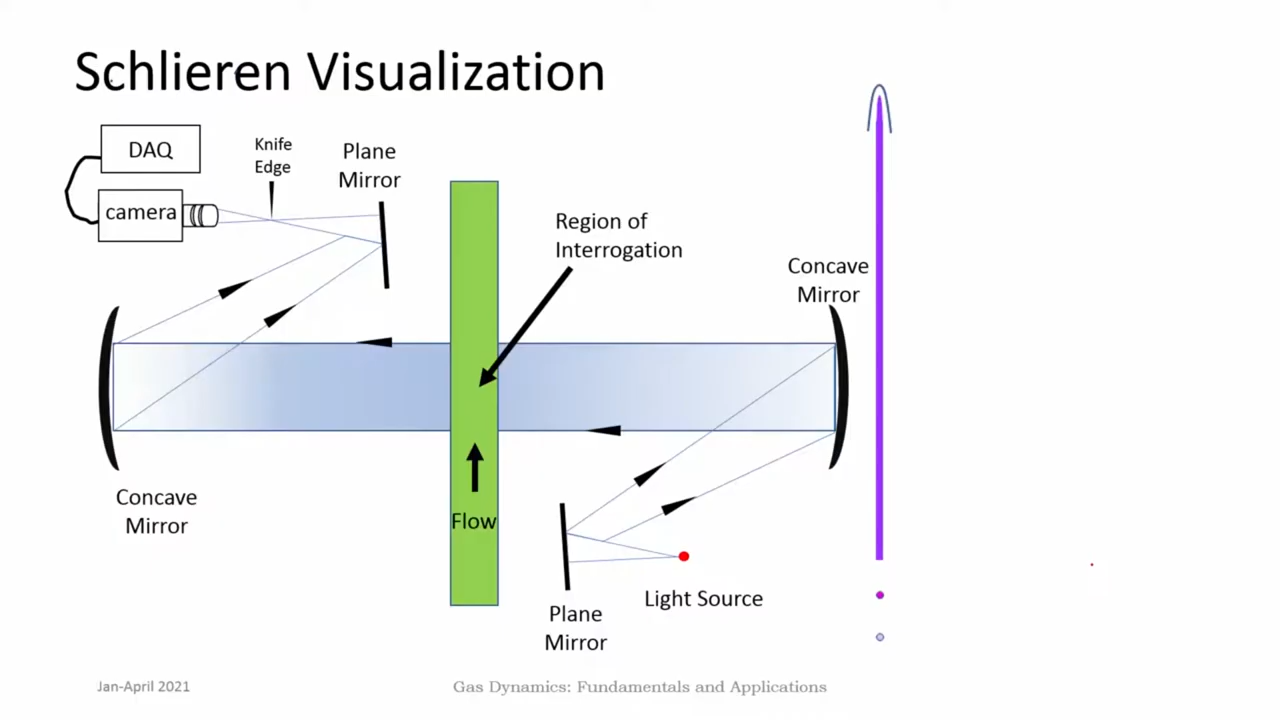 Schlieren Visualization
DAQ
camera
Knife
Edge
Plane
Mirror
Region of
Interrogation
Concave
Mirror
Concave
Mirror
Flow
Light Source
Plane
Mirror
Jan-April 2021
Gas Dynamics: Fundamentals and Applications